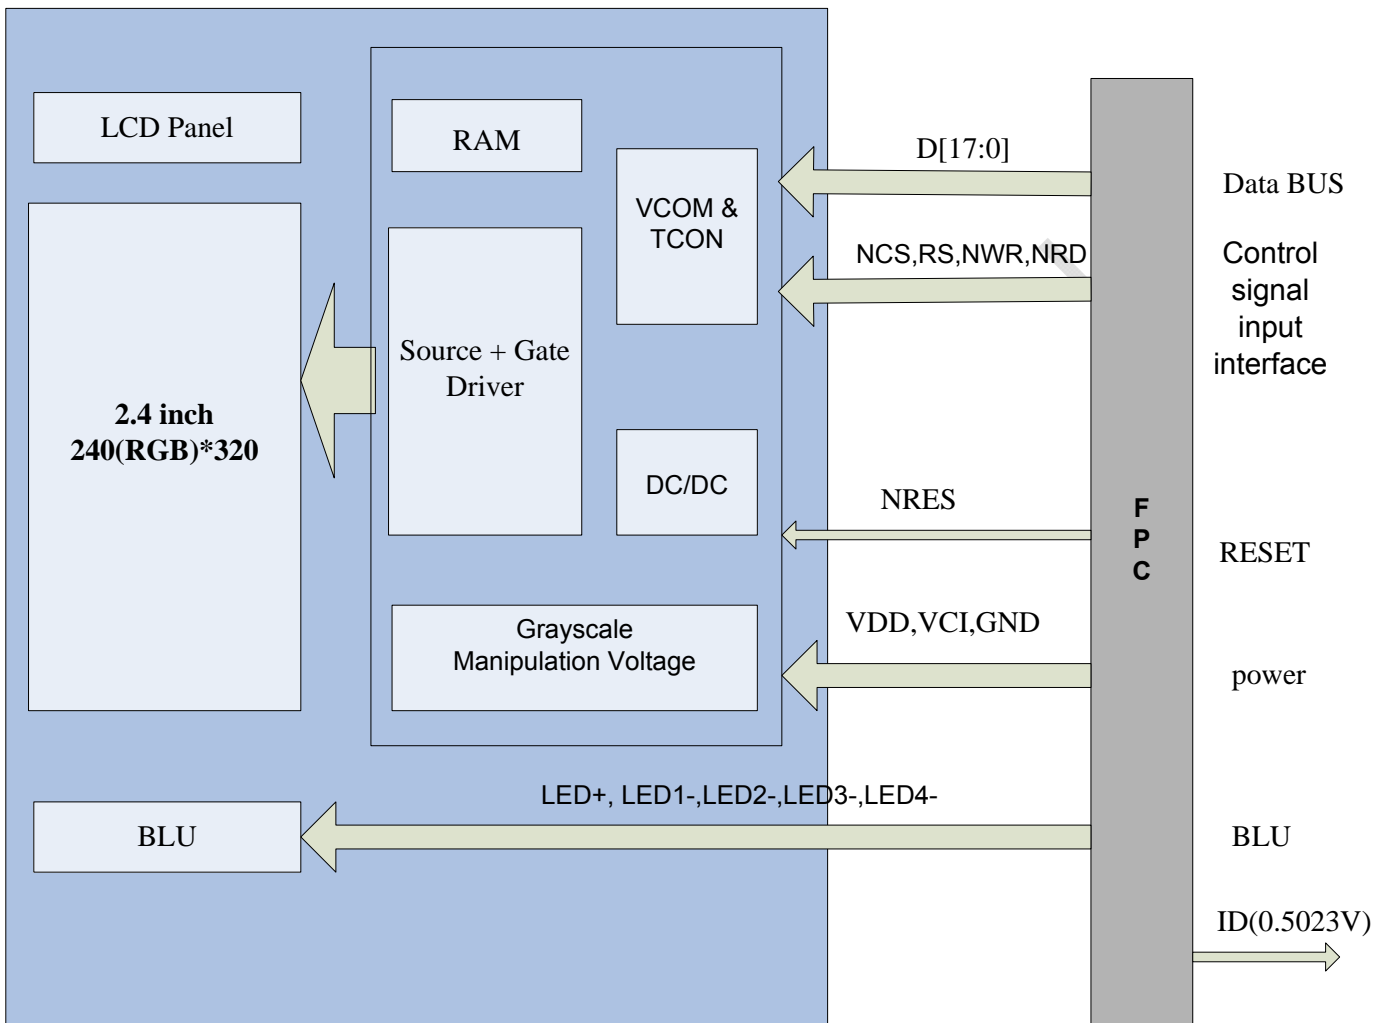 LCD Panel
RAM
D[17:0]
Data BUS
VCOM &
TCON
NCS,RS,NWR,NRD
Control
signal
input
interface
Source + Gate
Driver
2.4 inch
240(RGB)*320
DC/DC
NRES
F
P
C
RESET
Grayscale
Manipulation Voltage
VDD,VCI,GND
power
LED+, LED1-,LED2-,LED3-,LED4-
BLU
BLU
ID(0.5023V)